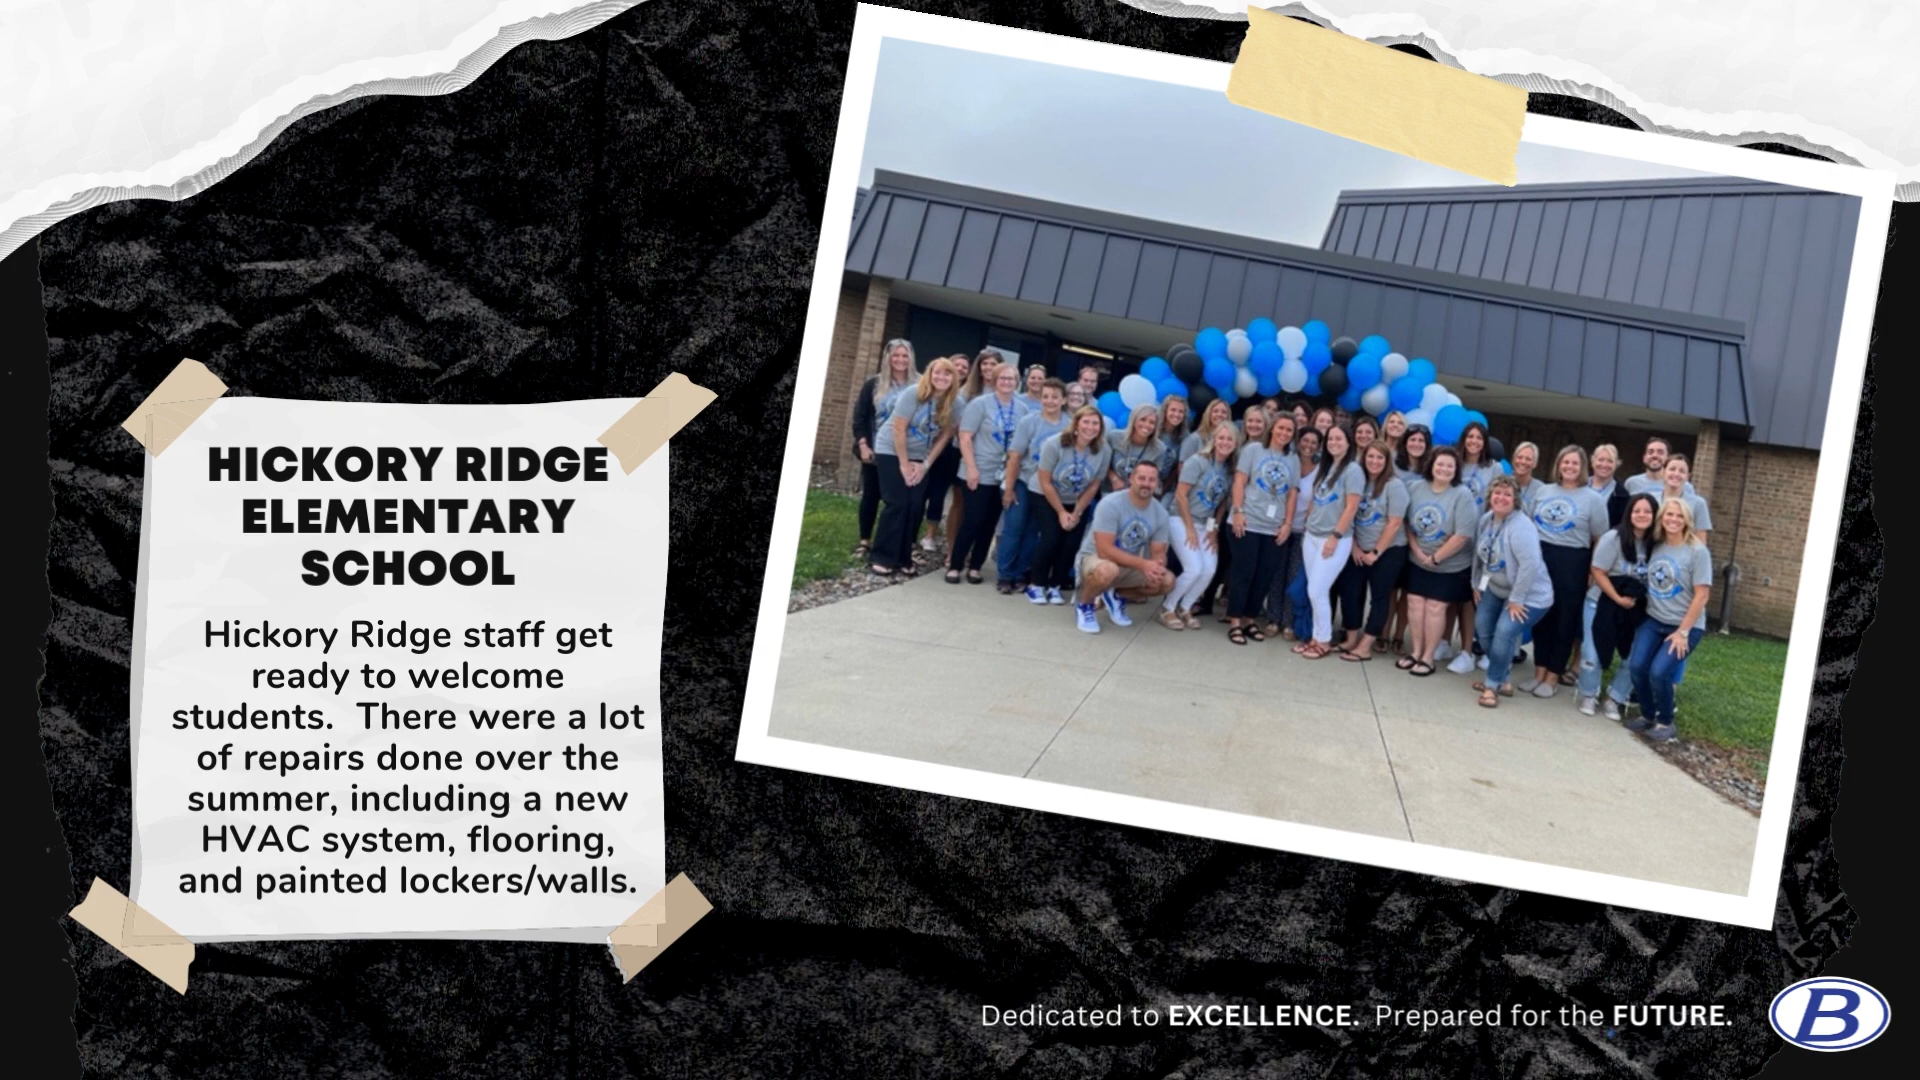 HICKORY RIDGE
ELEMENTARY
SCHOOL
Hickory Ridge staff get
ready to welcome
students.  There were a lot
of repairs done over the
summer, including a new
HVAC system, flooring,
and painted lockers/walls.
Dedicated to EXCELLENCE.  Prepared for the FUTURE.
B